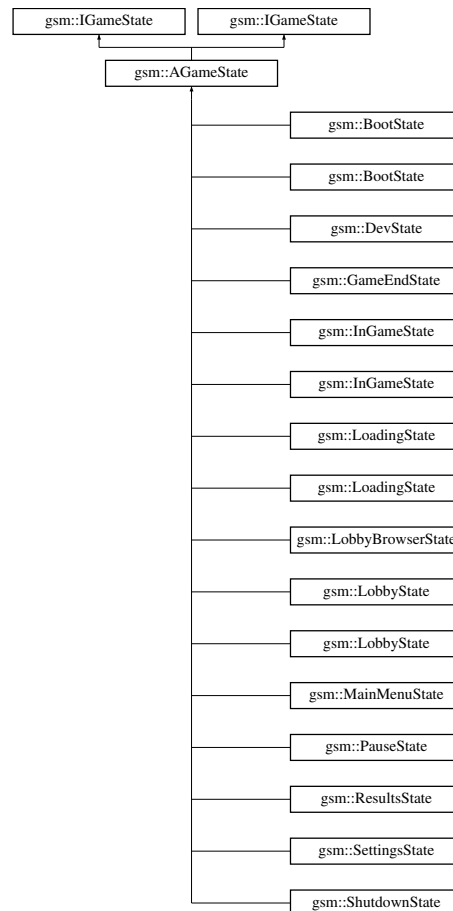 gsm::IGameState
gsm::IGameState
gsm::AGameState
gsm::BootState
gsm::BootState
gsm::DevState
gsm::GameEndState
gsm::InGameState
gsm::InGameState
gsm::LoadingState
gsm::LoadingState
gsm::LobbyBrowserState
gsm::LobbyState
gsm::LobbyState
gsm::MainMenuState
gsm::PauseState
gsm::ResultsState
gsm::SettingsState
gsm::ShutdownState